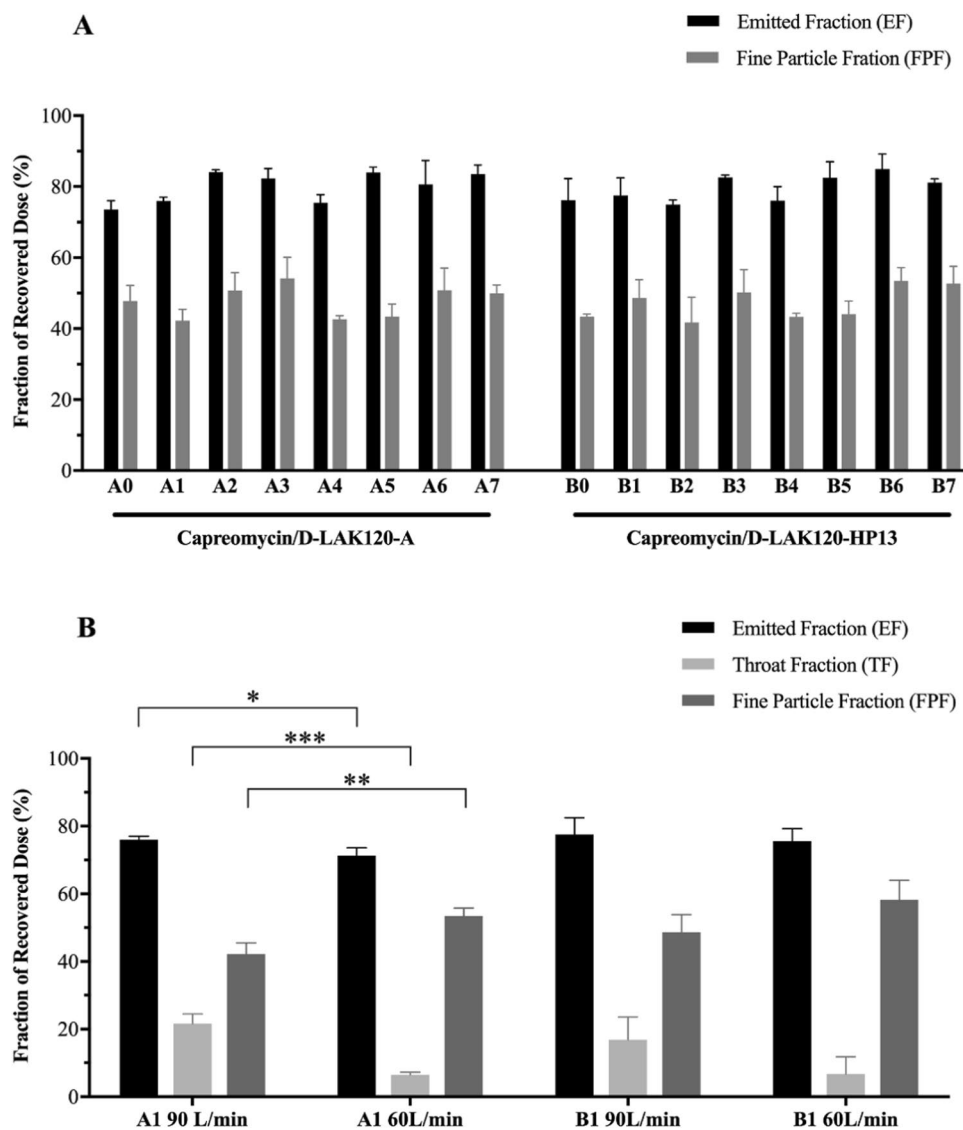 A
Emitted Fraction (EF)
Fine Particle Fration (FPF)
Fraction of Recovered Dose (%)
100
80
60
40
20
0
A0 A1 A2 A3 A4 A5 A6 A7 B0 B1 B2 B3 B4 B5 B6 B7
Capreomycin/D-LAK120-A Capreomycin/D-LAK120-HP13
B
Emitted Fraction (EF)
Throat Fraction (TF)
Fine Particle Fraction (FPF)
*
***
**
Fraction of Recovered Dose (%)
100
80
60
40
20
0
A1 90 L/min A1 60L/min B1 90L/min B1 60L/min